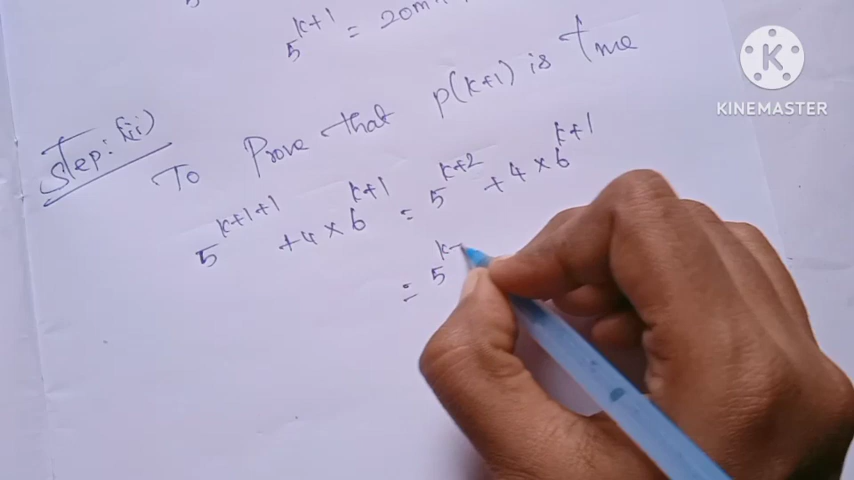 5^{k+1} = 20m
K
KINEMASTER
Step: (ii)
To Prove that P(k+1) is True
5^{k+1+1} + 4 × 6^{k+1} = 5^{k+2} + 4 × 6^{k+1}
= 5^{k